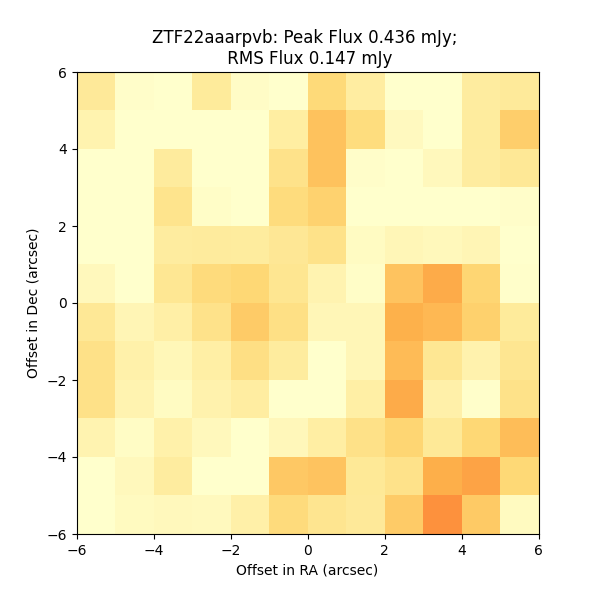 ZTF22aaarpvb: Peak Flux 0.436 mJy;
RMS Flux 0.147 mJy
6
4
2
0
−2
−4
−6
Offset in Dec (arcsec)
−6 −4 −2 0 2 4 6
Offset in RA (arcsec)